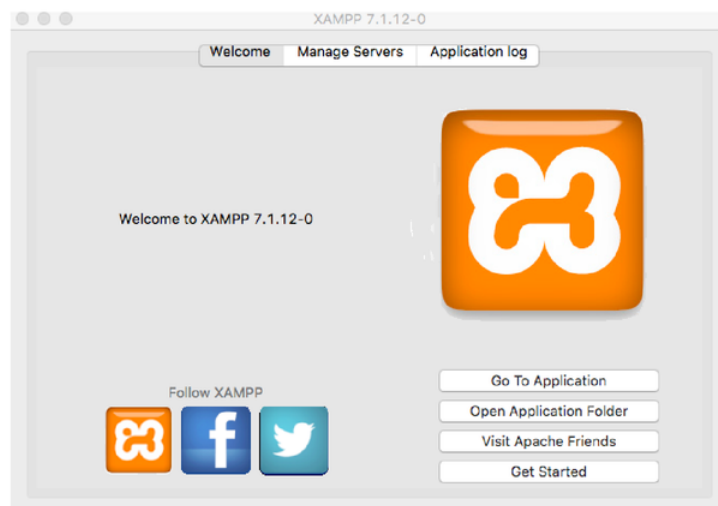 XAMPP 7.1.12-0
Welcome Manage Servers Application log
Welcome to XAMPP 7.1.12-0
Follow XAMPP
Go To Application
Open Application Folder
Visit Apache Friends
Get Started